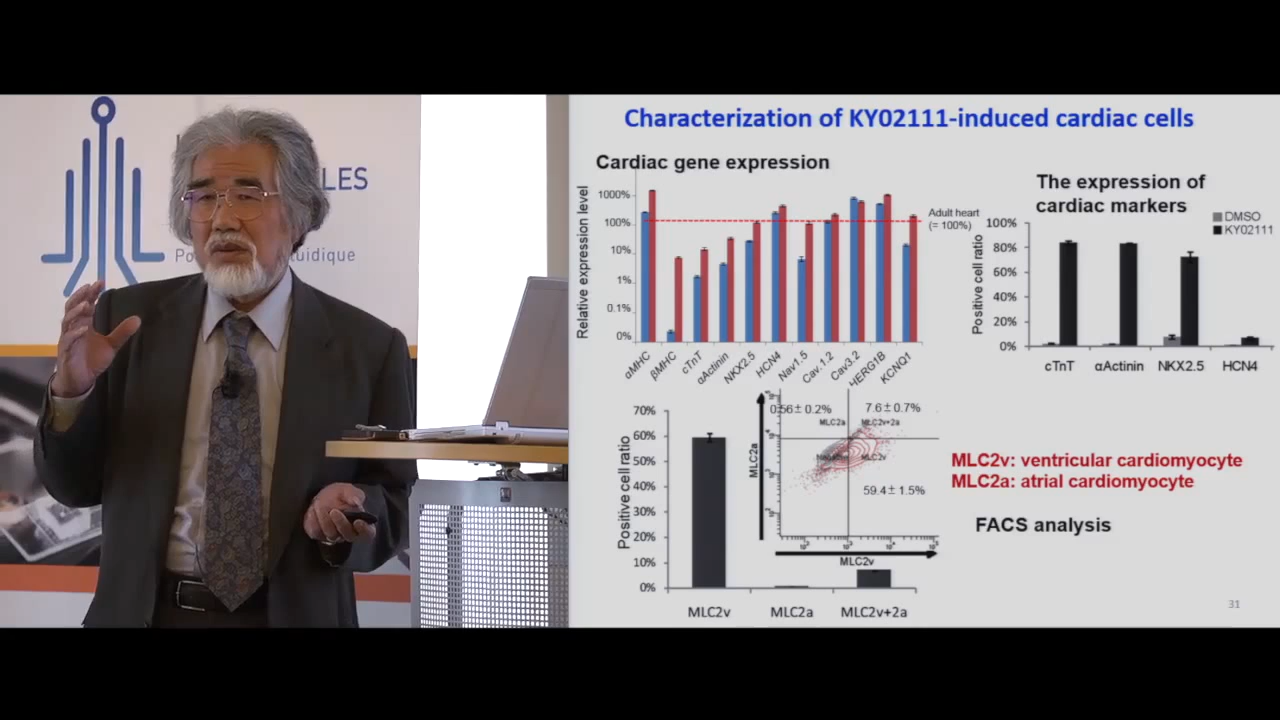 LES
Po
uidique
Characterization of KY02111-induced cardiac cells
Cardiac gene expression
Relative expression level
1000%
100%
10%
1%
0.1%
0%
Adult heart
(= 100%)
αMHC
βMHC
cTnT
αActinin
NKX2.5
HCN4
Nav1.5
Cav.1.2
Cav3.2
HERG1B
KCNQ1
The expression of
cardiac markers
DMSO
KY02111
Positive cell ratio
100%
80%
60%
40%
20%
0%
cTnT
αActinin
NKX2.5
HCN4
Positive cell ratio
70%
60%
50%
40%
30%
20%
10%
0%
MLC2v
MLC2a
MLC2v+2a
0.56± 0.2%
7.6± 0.7%
MLC2a
MLC2v+2a
MLC2v
59.4± 1.5%
MLC2a
MLC2v
MLC2v: ventricular cardiomyocyte
MLC2a: atrial cardiomyocyte
FACS analysis
31